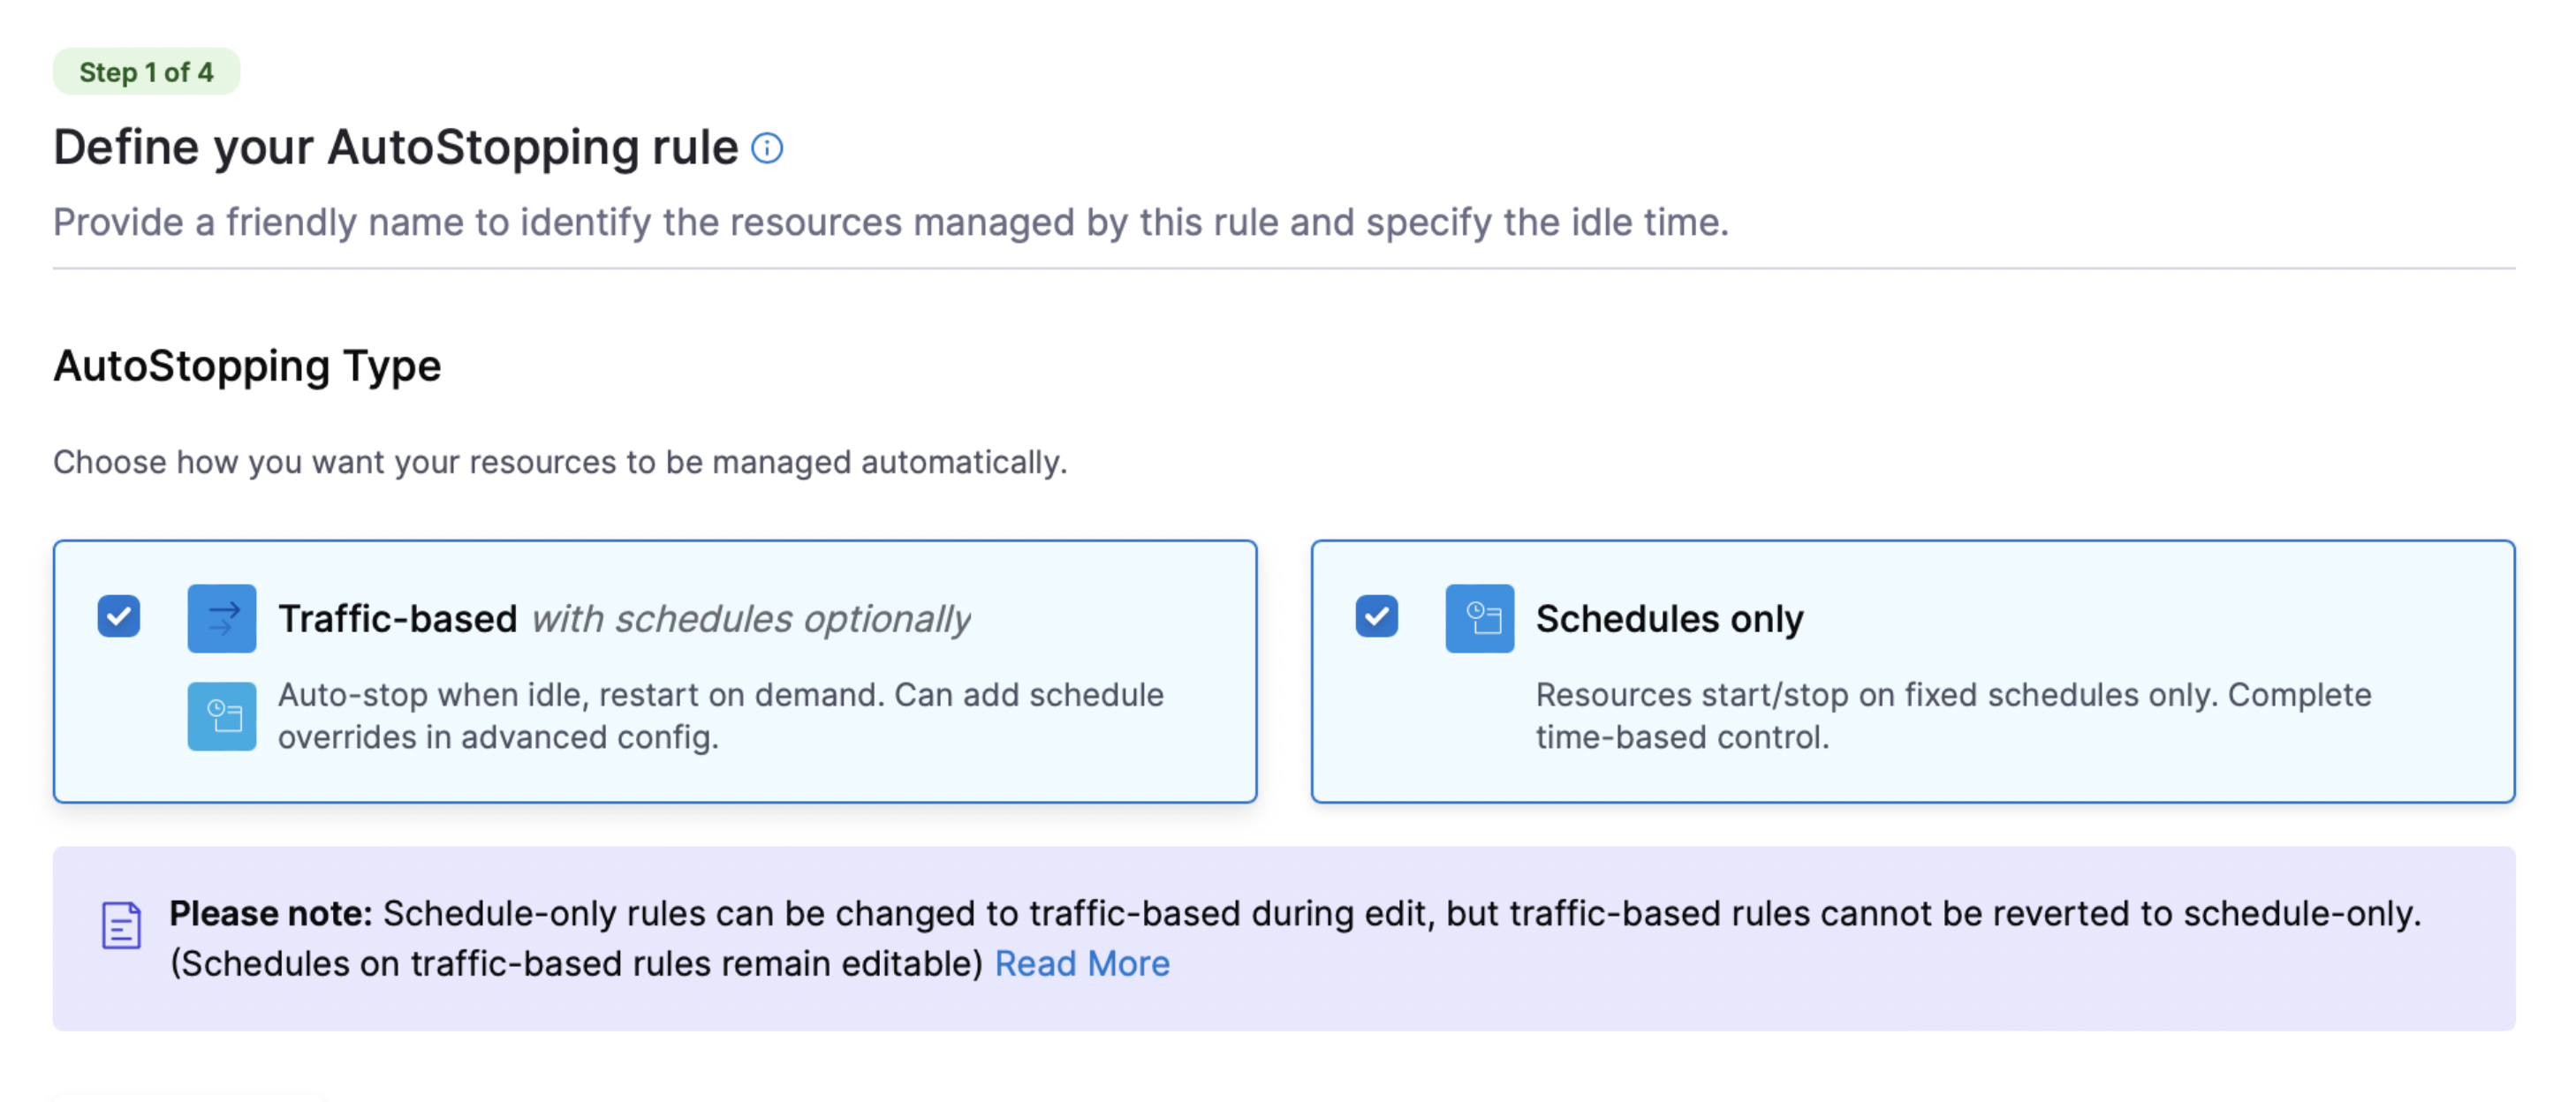 Step 1 of 4
Define your AutoStopping rule
Provide a friendly name to identify the resources managed by this rule and specify the idle time.
AutoStopping Type
Choose how you want your resources to be managed automatically.
Traffic-based with schedules optionally
Auto-stop when idle, restart on demand. Can add schedule
overrides in advanced config.
Schedules only
Resources start/stop on fixed schedules only. Complete
time-based control.
Please note: Schedule-only rules can be changed to traffic-based during edit, but traffic-based rules cannot be reverted to schedule-only.
(Schedules on traffic-based rules remain editable) Read More